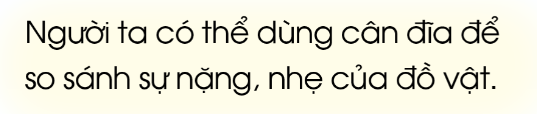 Người ta có thể dùng cân đĩa để
so sánh sự nặng, nhẹ của đồ vật.